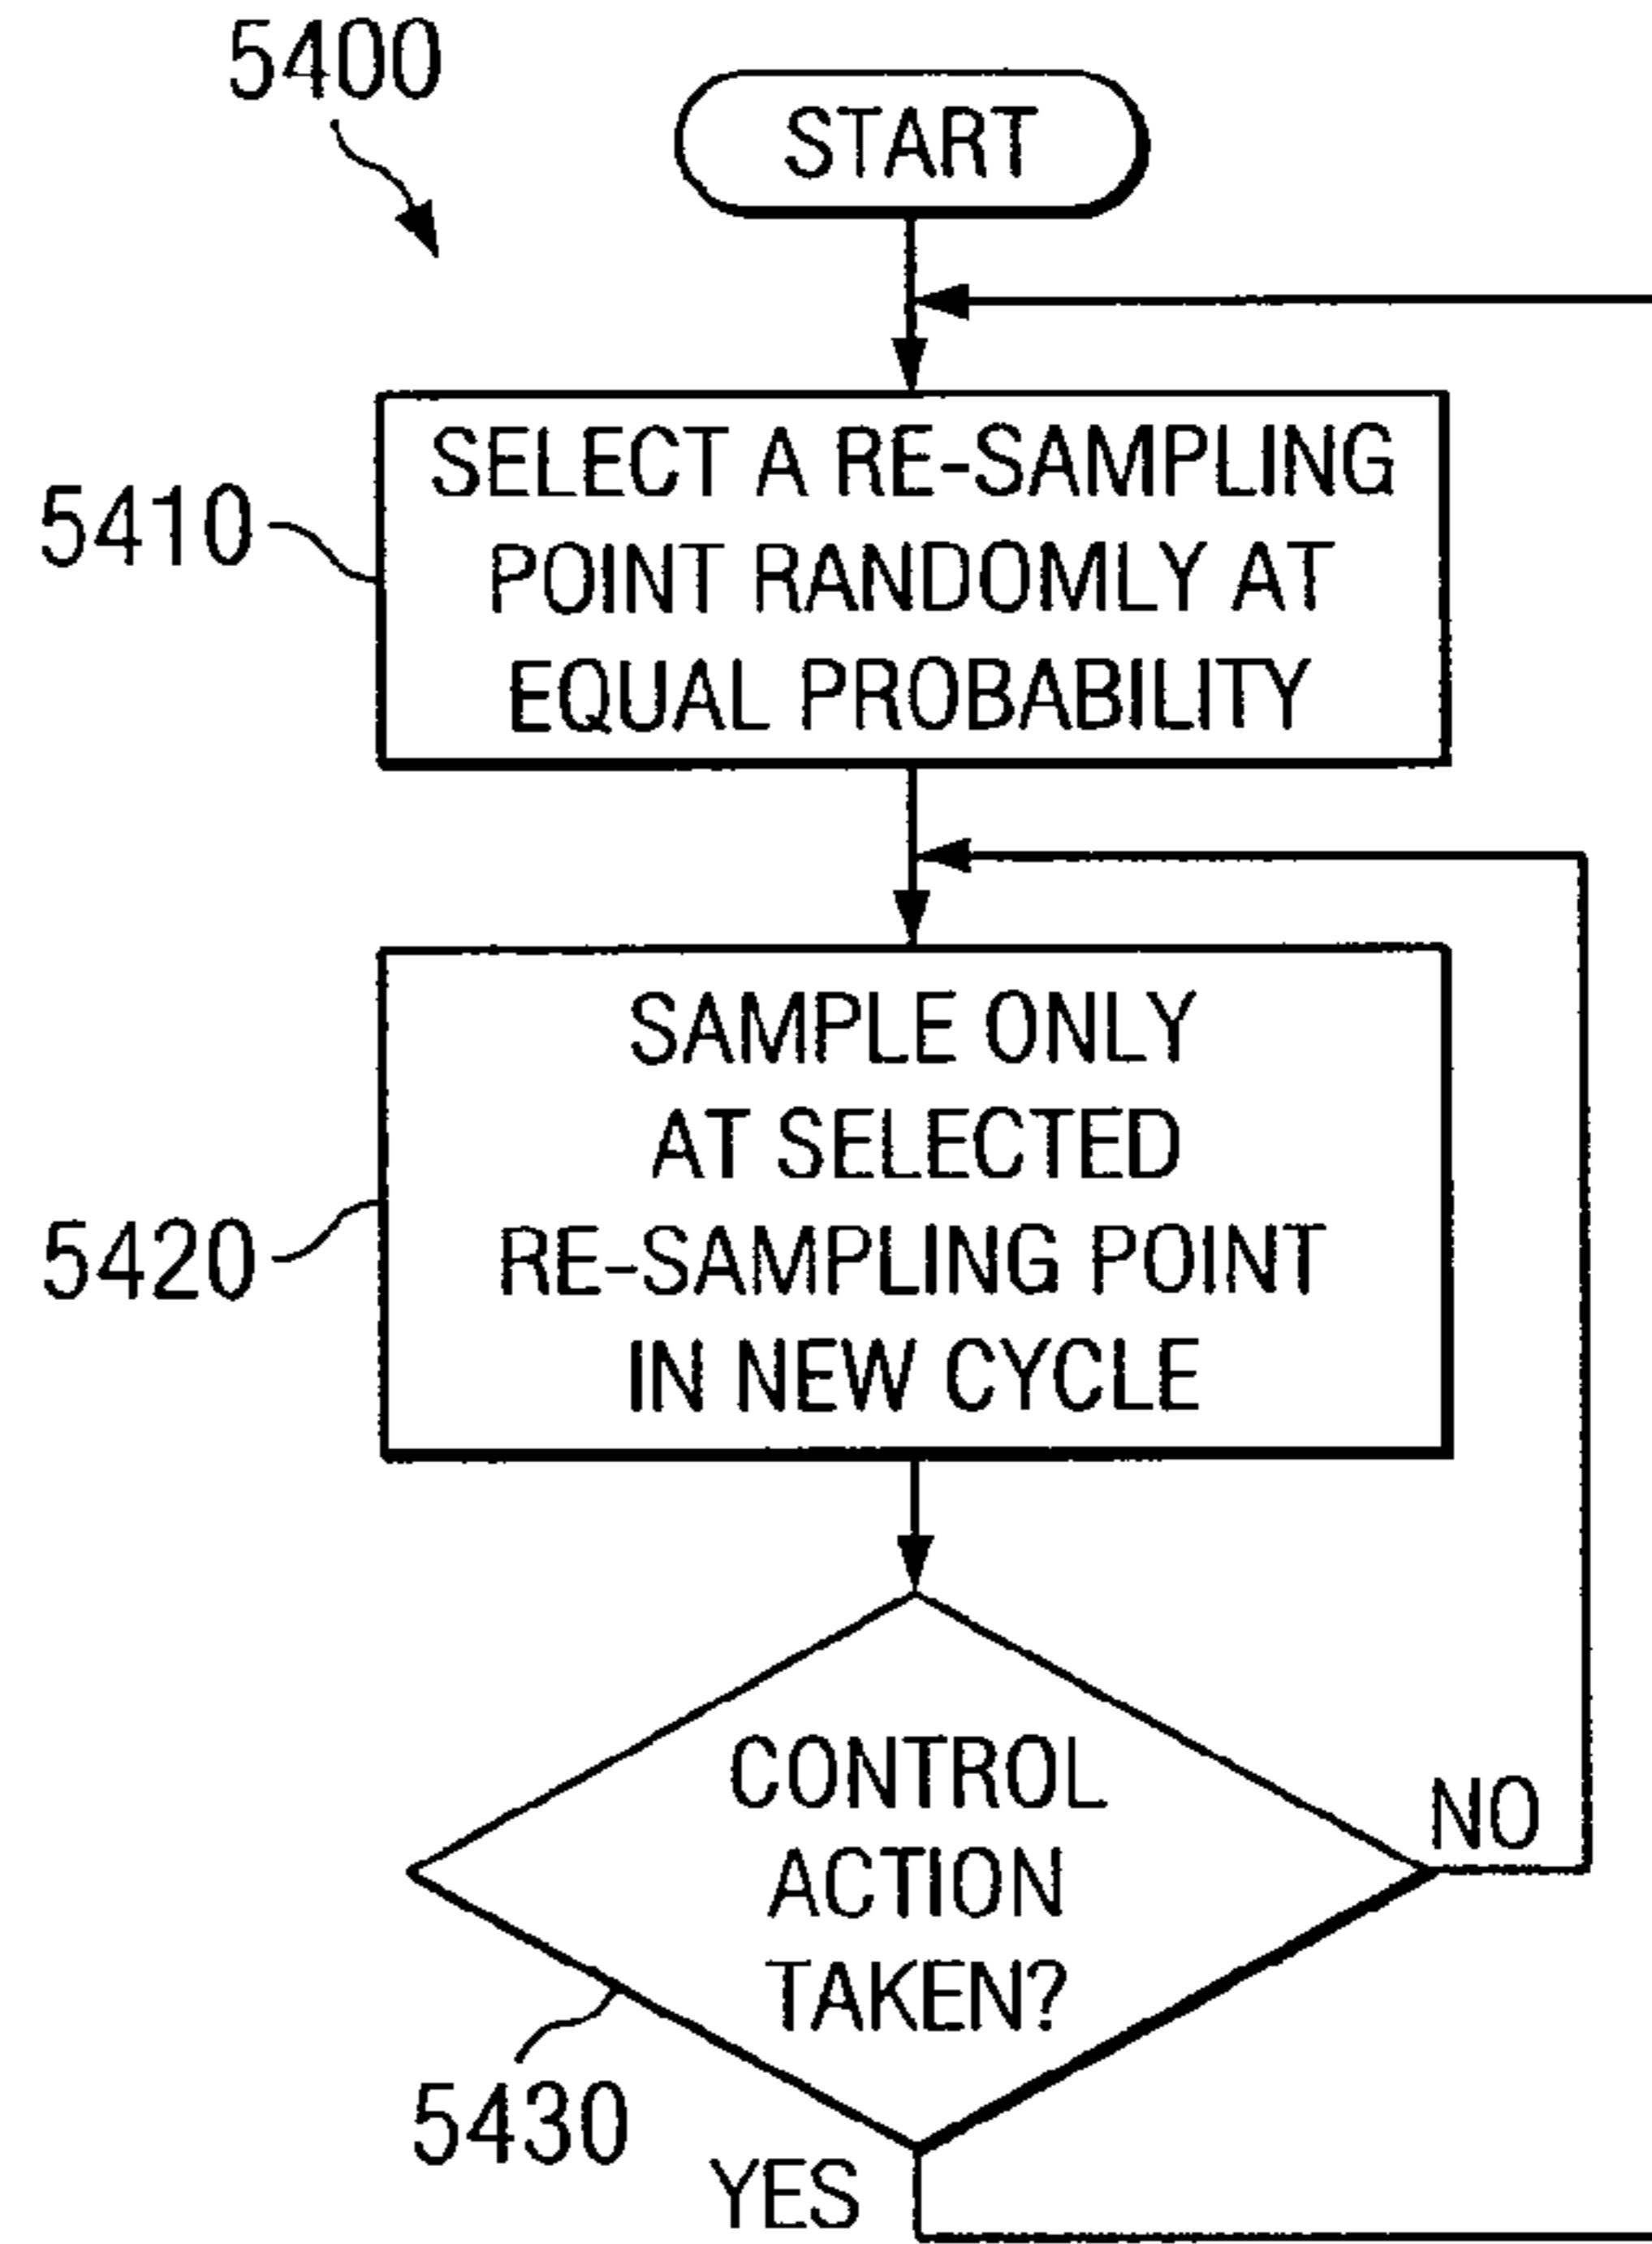 5400
START
5410
SELECT A RE-SAMPLING
POINT RANDOMLY AT
EQUAL PROBABILITY
5420
SAMPLE ONLY
AT SELECTED
RE-SAMPLING POINT
IN NEW CYCLE
CONTROL
ACTION
TAKEN?
NO
5430
YES